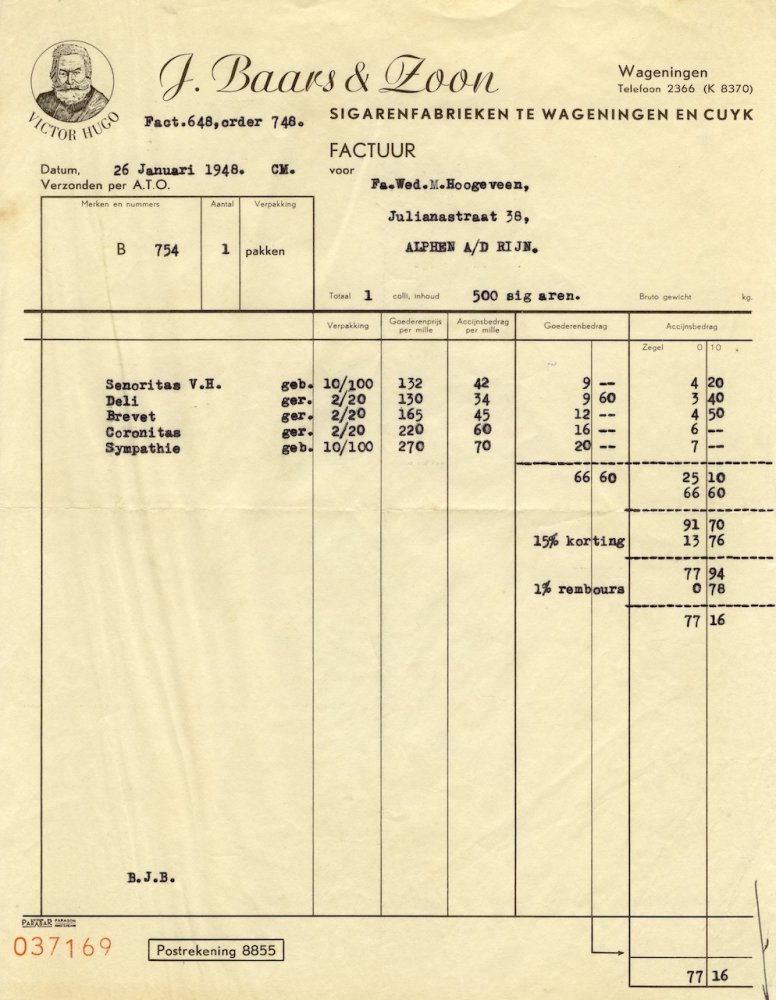 J. Baars & Zoon
Wageningen
Telefoon 2366 (K 8370)
VICTOR HUGO
Fact.648,order 748.
SIGARENFABRIEKEN TE WAGENINGEN EN CUYK
FACTUUR
Datum, 26 Januari 1948. CM.
voor
Verzonden per A.T.O.
Fa.Wed.M.Hoogeveen,
Julianastraat 38,
ALPHEN A/D RIJN.
Merken en nummers Aantal Verpakking
B 754 1 pakken
Totaal 1 colli, inhoud 500 sig aren. Bruto gewicht kg.
Verpakking Goederenprijs per mille Accijnsbedrag per mille Goederenbedrag Accijnsbedrag
Zegel 0 10
Senoritas V.H. geb. 10/100 132 42 9 -- 4 20
Deli ger. 2/20 130 34 9 60 3 40
Brevet ger. 2/20 165 45 12 -- 4 50
Coronitas ger. 2/20 220 60 16 -- 6 --
Sympathie geb. 10/100 270 70 20 -- 7 --
66 60 25 10
66 60
91 70
15% korting 13 76
77 94
1% rembours 0 78
77 16
B.J.B.
037169
Postrekening 8855
77 16